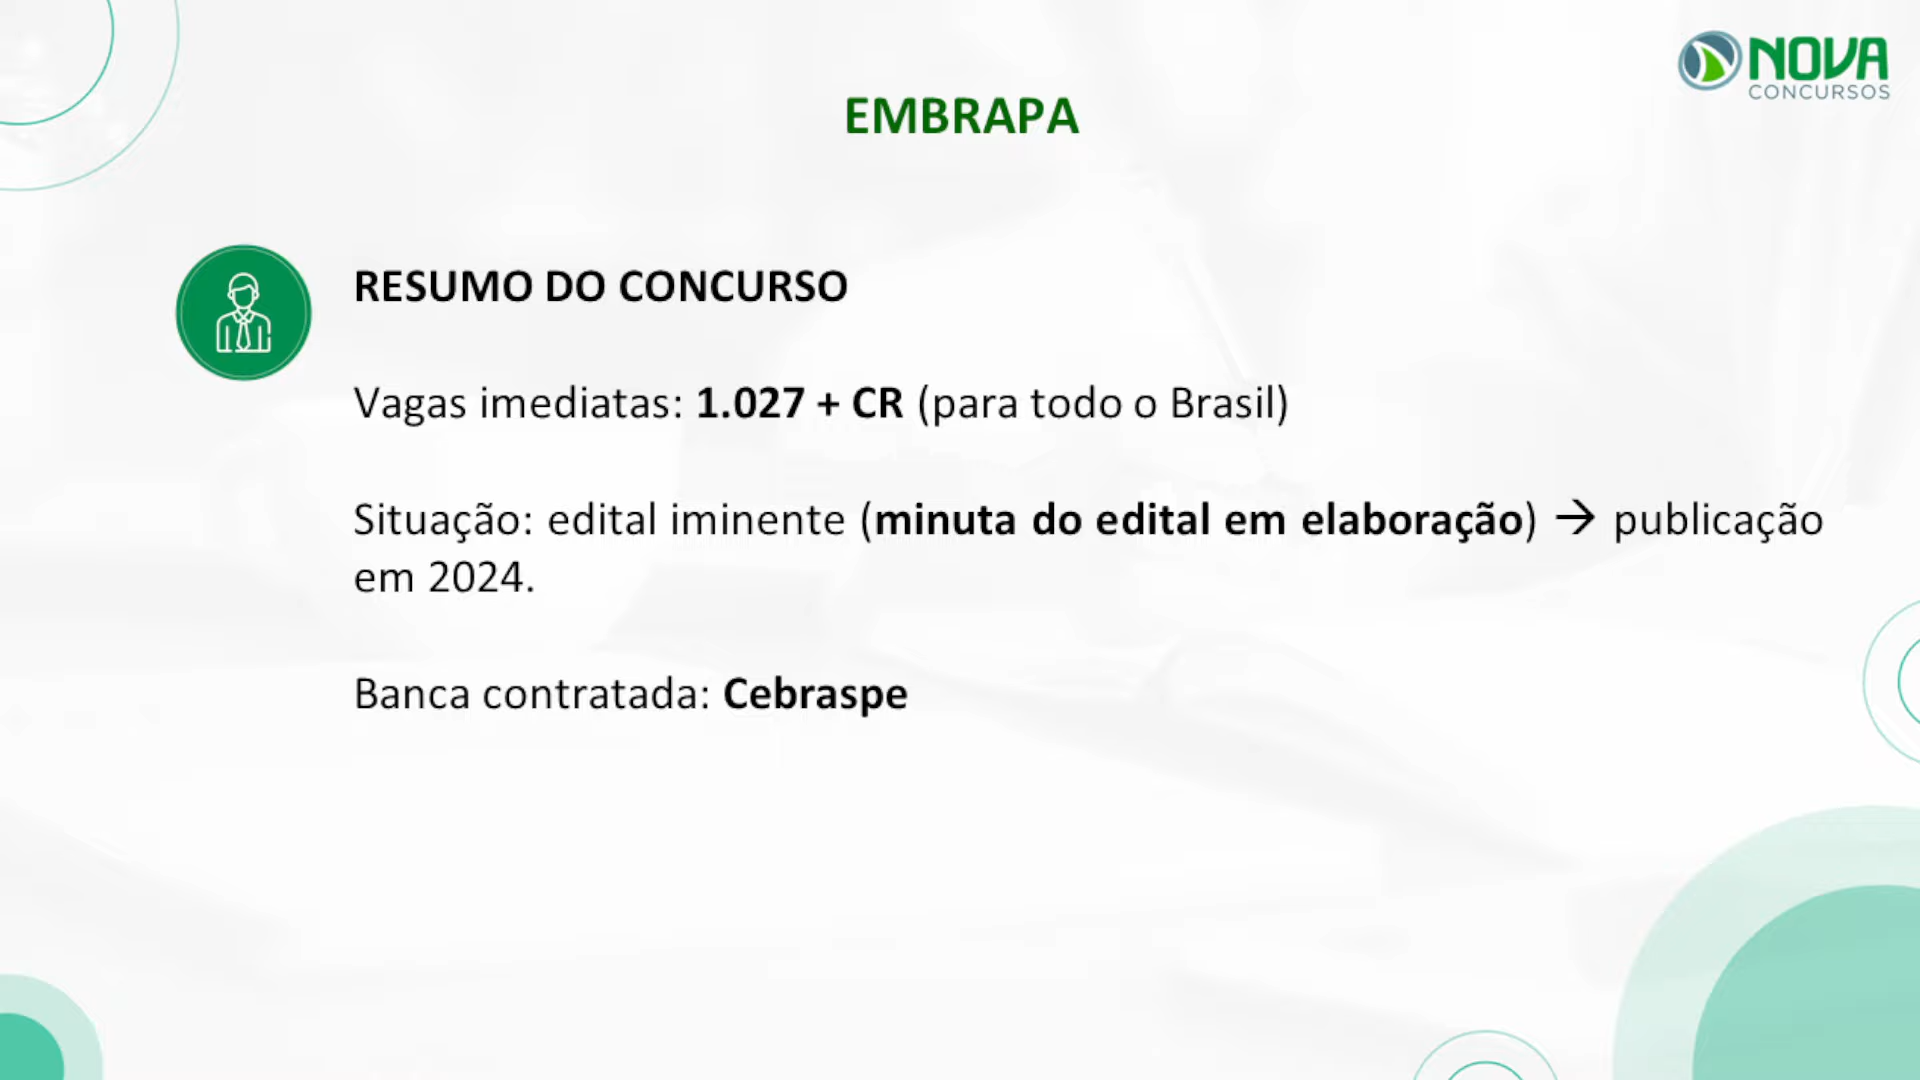 NOVA
CONCURSOS
EMBRAPA
RESUMO DO CONCURSO
Vagas imediatas: 1.027 + CR (para todo o Brasil)
Situação: edital iminente (minuta do edital em elaboração) → publicação
em 2024.
Banca contratada: Cebraspe